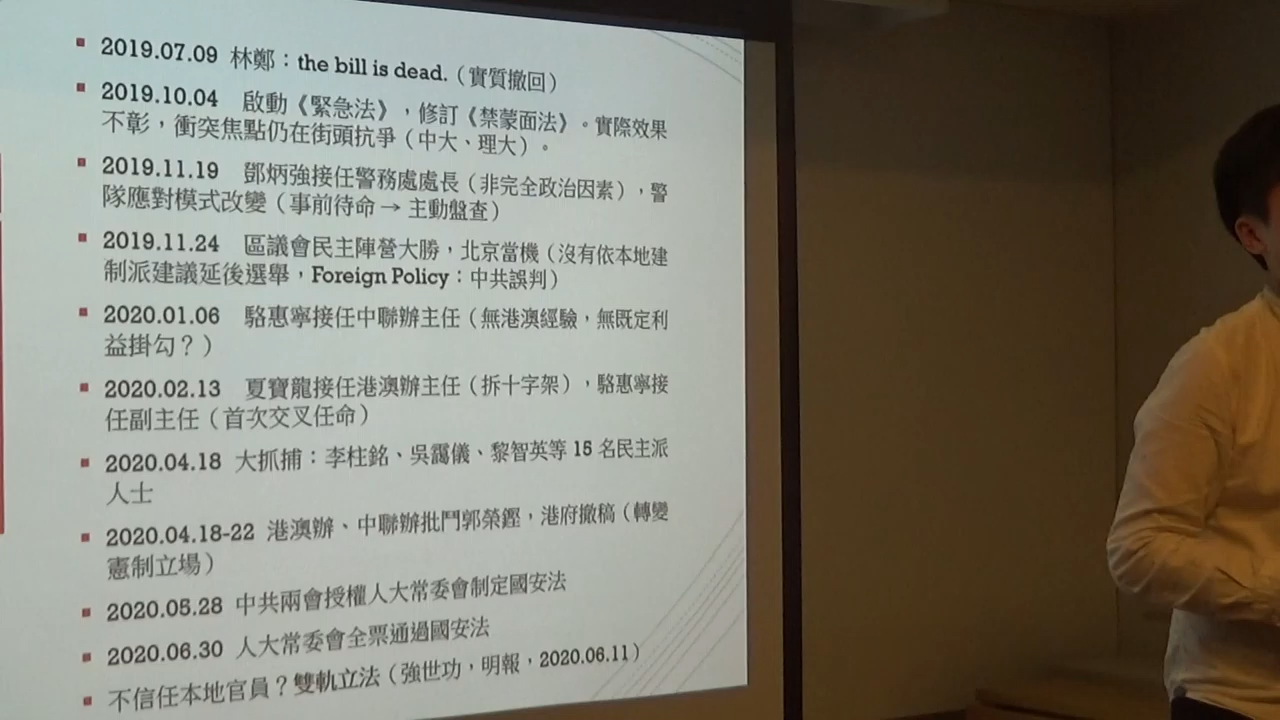 2019.07.09 林鄭：the bill is dead.（實質撤回）
2019.10.04 啟動《緊急法》，修訂《禁蒙面法》。實際效果
不彰，衝突焦點仍在街頭抗爭（中大、理大）。
2019.11.19 鄧炳強接任警務處處長（非完全政治因素），警
隊應對模式改變（事前待命 → 主動盤查）
2019.11.24 區議會民主陣營大勝，北京當機（沒有依本地建
制派建議延後選舉，Foreign Policy：中共誤判）
2020.01.06 駱惠寧接任中聯辦主任（無港澳經驗，無既定利
益掛勾？）
2020.02.13 夏寶龍接任港澳辦主任（拆十字架），駱惠寧接
任副主任（首次交叉任命）
2020.04.18 大抓捕：李柱銘、吳靄儀、黎智英等 15 名民主派
人士
2020.04.18-22 港澳辦、中聯辦批鬥郭榮鏗，港府撤稿（轉變
憲制立場）
2020.05.28 中共兩會授權人大常委會制定國安法
2020.06.30 人大常委會全票通過國安法
不信任本地官員？雙軌立法（強世功，明報，2020.06.11）